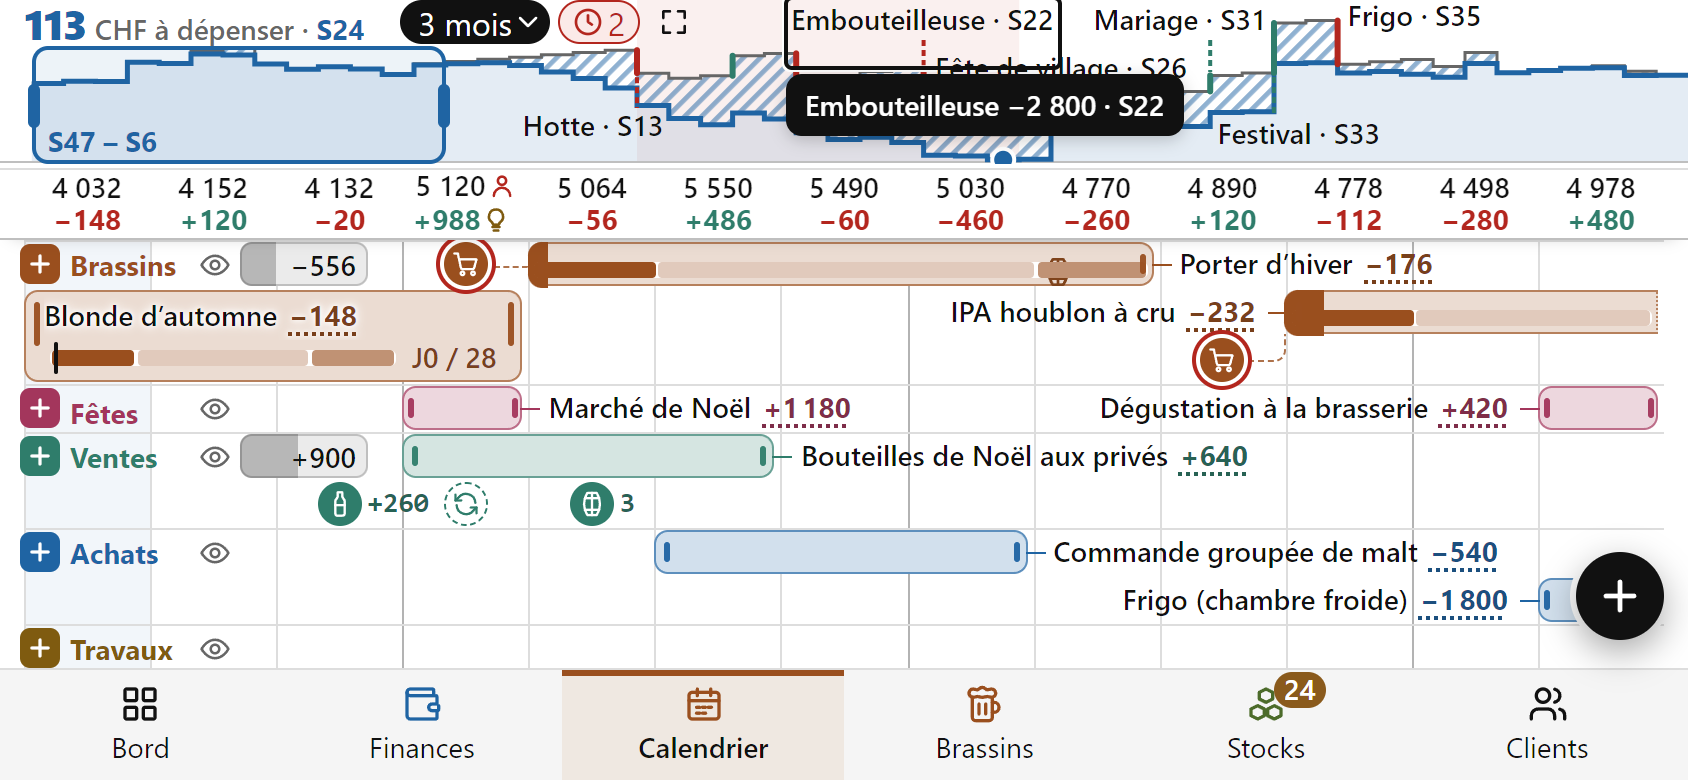 113 CHF à dépenser · S24
3 mois
2
Embouteilleuse · S22
Mariage · S31
Frigo · S35
Fête de village · S26
Embouteilleuse −2 800 · S22
Hotte · S13
Festival · S33
S47 – S6
4 032 4 152 4 132 5 120 5 064 5 550 5 490 5 030 4 770 4 890 4 778 4 498 4 978
−148 +120 −20 +988 −56 +486 −60 −460 −260 +120 −112 −280 +480
Brassins −556 Porter d’hiver −176
Blonde d’automne −148 IPA houblon à cru −232
J0 / 28
Fêtes Marché de Noël +1 180 Dégustation à la brasserie +420
Ventes +900 Bouteilles de Noël aux privés +640
+260 3
Achats Commande groupée de malt −540
Frigo (chambre froide) −1 800
Travaux
24
Bord Finances Calendrier Brassins Stocks Clients